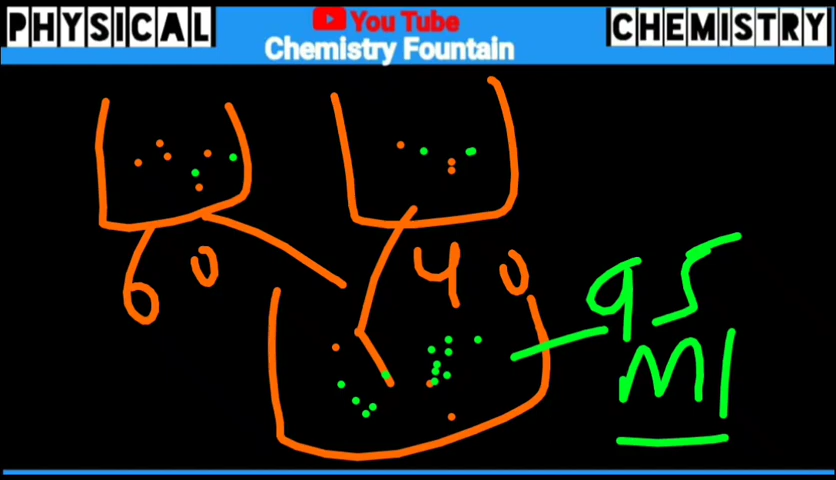 PHYSICAL
You Tube
Chemistry Fountain
CHEMISTRY
60
40
95
ml